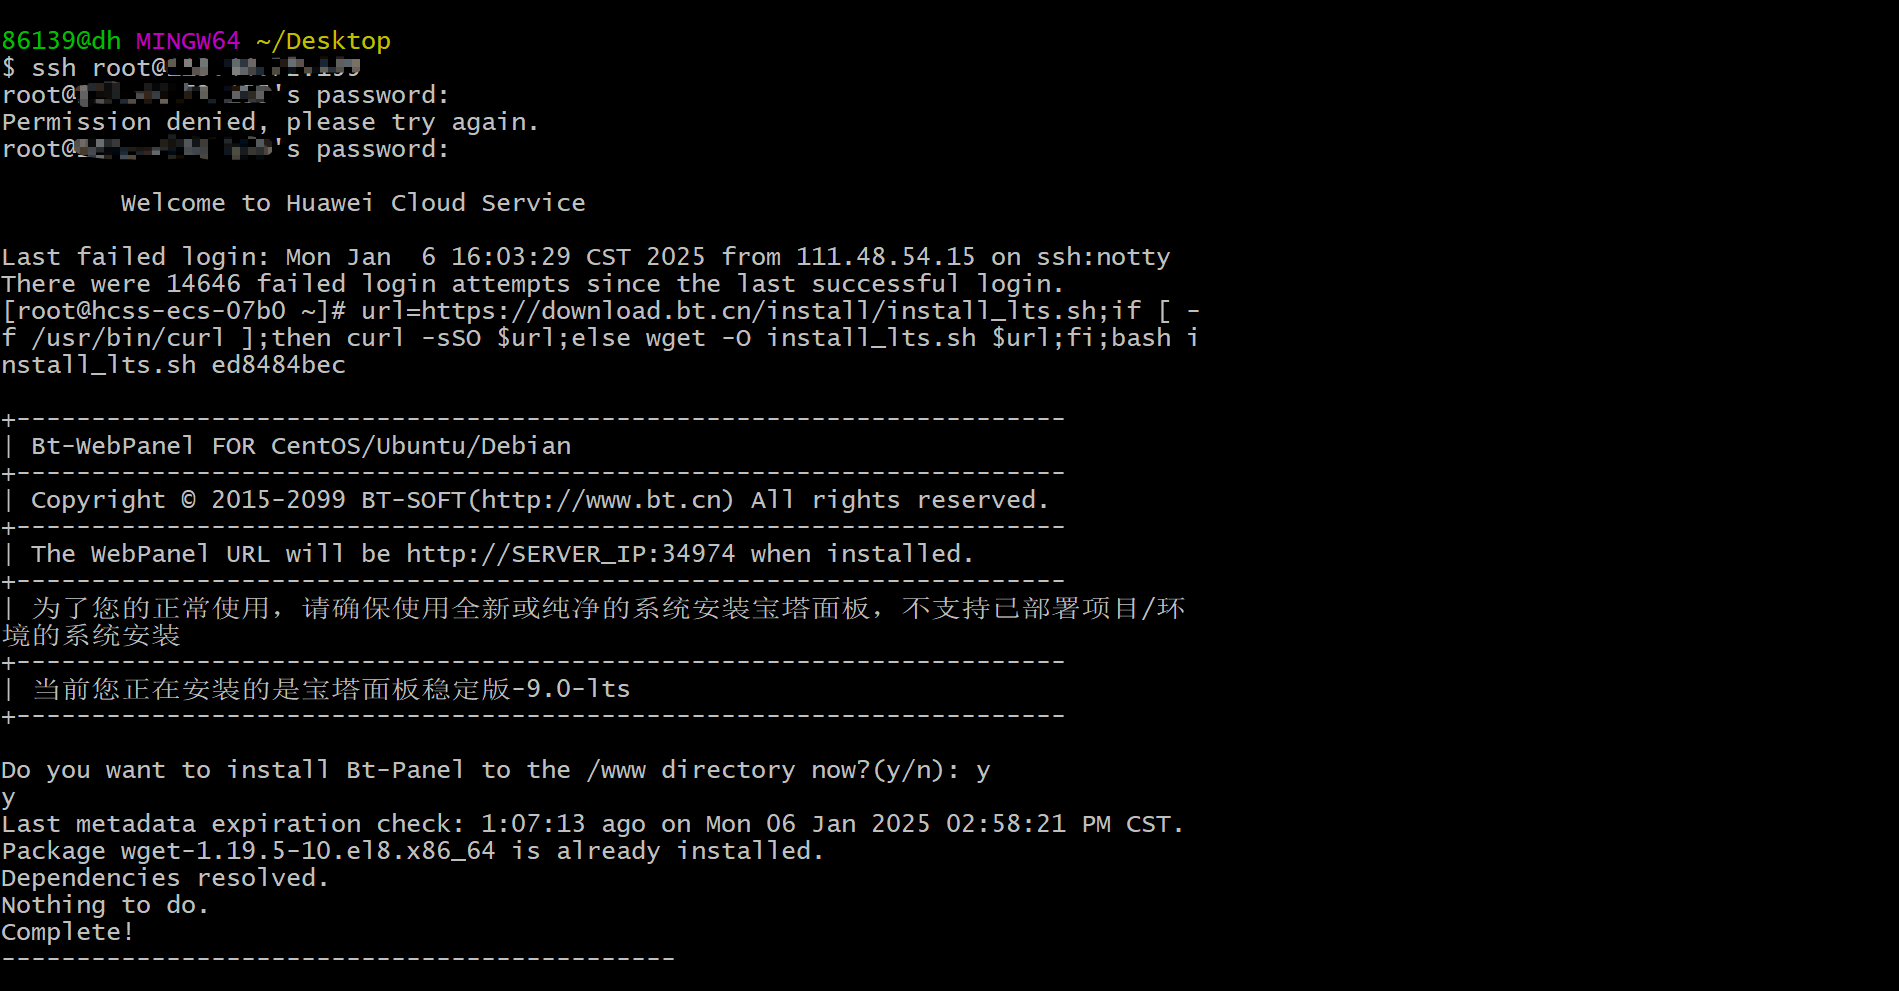 86139@dh MINGW64 ~/Desktop
$ ssh root@
root@'s password:
Permission denied, please try again.
root@'s password:
Welcome to Huawei Cloud Service
Last failed login: Mon Jan  6 16:03:29 CST 2025 from 111.48.54.15 on ssh:notty
There were 14646 failed login attempts since the last successful login.
[root@hcss-ecs-07b0 ~]# url=https://download.bt.cn/install/install_lts.sh;if [ -
f /usr/bin/curl ];then curl -sSO $url;else wget -O install_lts.sh $url;fi;bash i
nstall_lts.sh ed8484bec
+----------------------------------------------------------------------
| Bt-WebPanel FOR CentOS/Ubuntu/Debian
+----------------------------------------------------------------------
| Copyright © 2015-2099 BT-SOFT(http://www.bt.cn) All rights reserved.
+----------------------------------------------------------------------
| The WebPanel URL will be http://SERVER_IP:34974 when installed.
+----------------------------------------------------------------------
| 为了您的正常使用，请确保使用全新或纯净的系统安装宝塔面板，不支持已部署项目/环
境的系统安装
+----------------------------------------------------------------------
| 当前您正在安装的是宝塔面板稳定版-9.0-lts
+----------------------------------------------------------------------
Do you want to install Bt-Panel to the /www directory now?(y/n): y
y
Last metadata expiration check: 1:07:13 ago on Mon 06 Jan 2025 02:58:21 PM CST.
Package wget-1.19.5-10.el8.x86_64 is already installed.
Dependencies resolved.
Nothing to do.
Complete!
---------------------------------------------